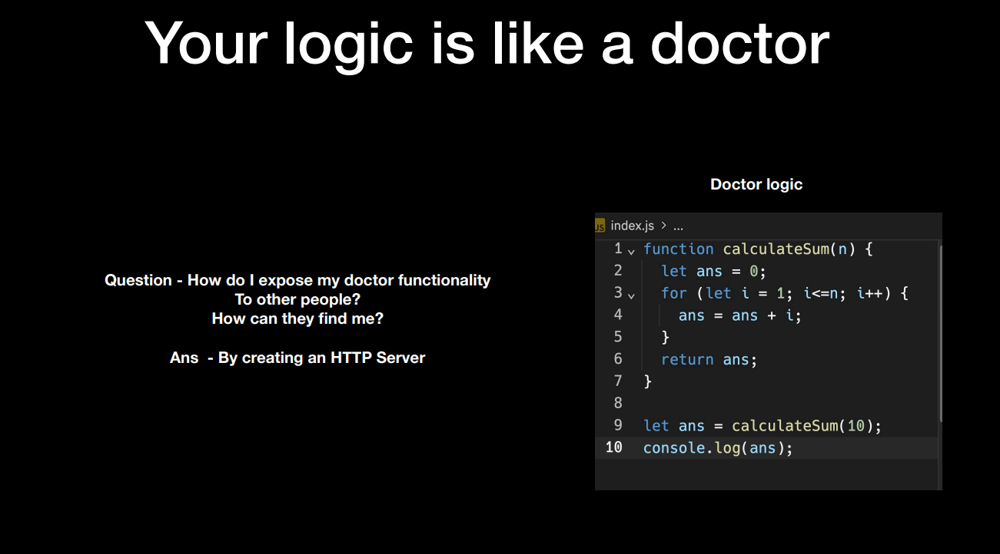 Your logic is like a doctor
Question - How do I expose my doctor functionality
To other people?
How can they find me?
Ans  - By creating an HTTP Server
Doctor logic
JS index.js > ...
1 function calculateSum(n) {
2   let ans = 0;
3   for (let i = 1; i<=n; i++) {
4     ans = ans + i;
5   }
6   return ans;
7 }
8
9 let ans = calculateSum(10);
10 console.log(ans);